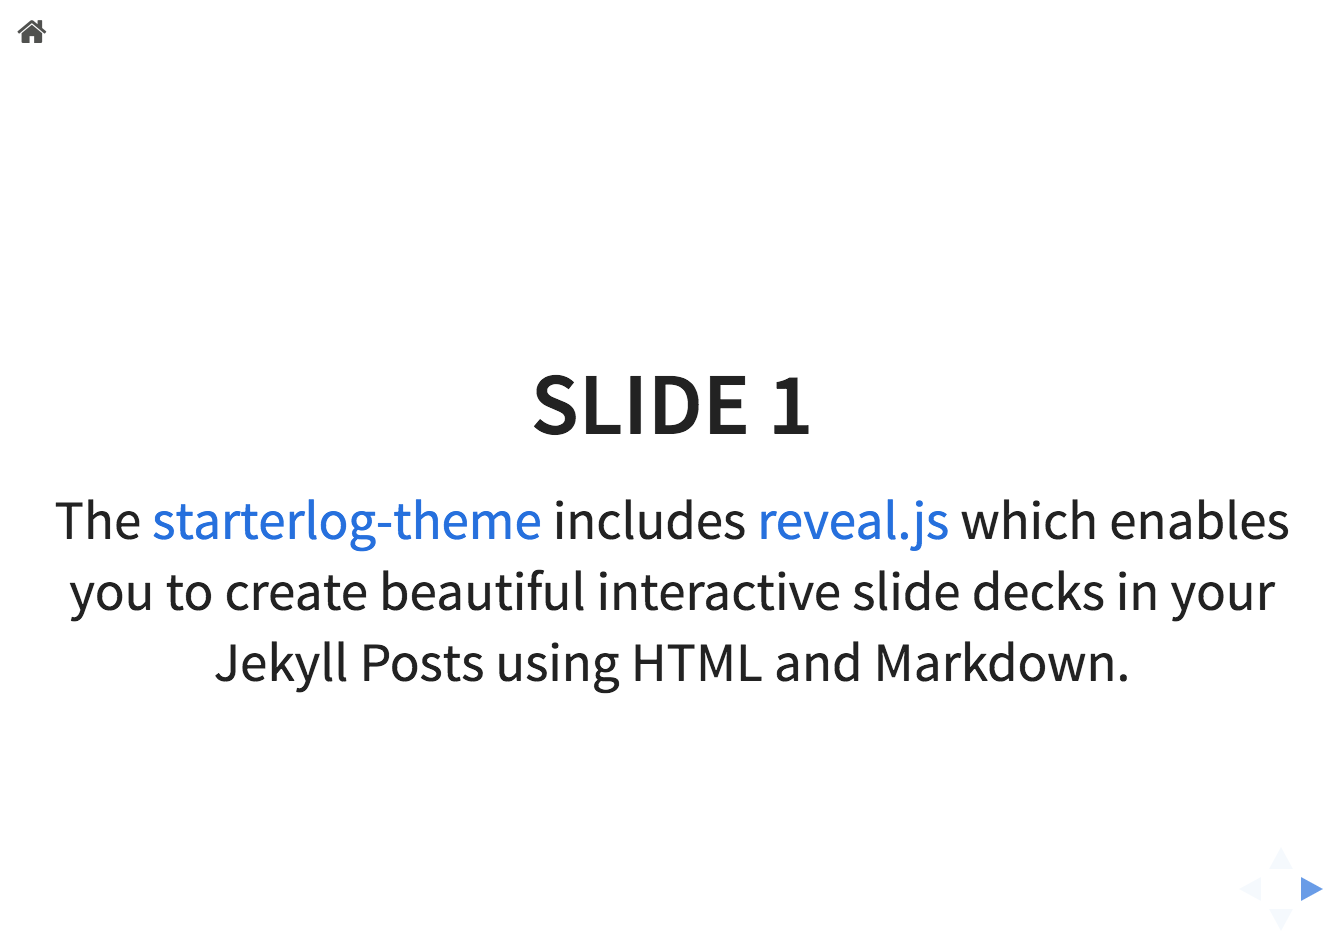 SLIDE 1
The starterlog-theme includes reveal.js which enables
you to create beautiful interactive slide decks in your
Jekyll Posts using HTML and Markdown.